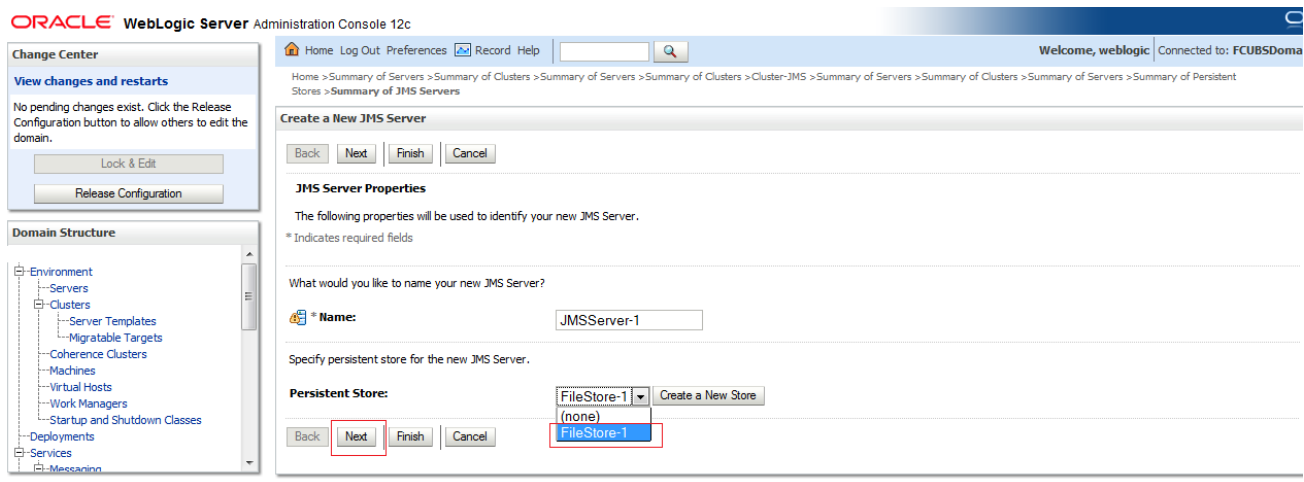 ORACLE WebLogic Server Administration Console 12c
Change Center
View changes and restarts
No pending changes exist. Click the Release
Configuration button to allow others to edit the
domain.
Lock & Edit
Release Configuration
Domain Structure
Environment
Servers
Clusters
Server Templates
Migratable Targets
Coherence Clusters
Machines
Virtual Hosts
Work Managers
Startup and Shutdown Classes
Deployments
Services
Messaging
Home Log Out Preferences Record Help
Welcome, weblogic Connected to: FCUBSDoma
Home >Summary of Servers >Summary of Clusters >Summary of Servers >Summary of Clusters >Cluster-JMS >Summary of Servers >Summary of Clusters >Summary of Servers >Summary of Persistent
Stores >Summary of JMS Servers
Create a New JMS Server
Back Next Finish Cancel
JMS Server Properties
The following properties will be used to identify your new JMS Server.
* Indicates required fields
What would you like to name your new JMS Server?
* Name: JMSServer-1
Specify persistent store for the new JMS Server.
Persistent Store: FileStore-1 Create a New Store
(none)
FileStore-1
Back Next Finish Cancel